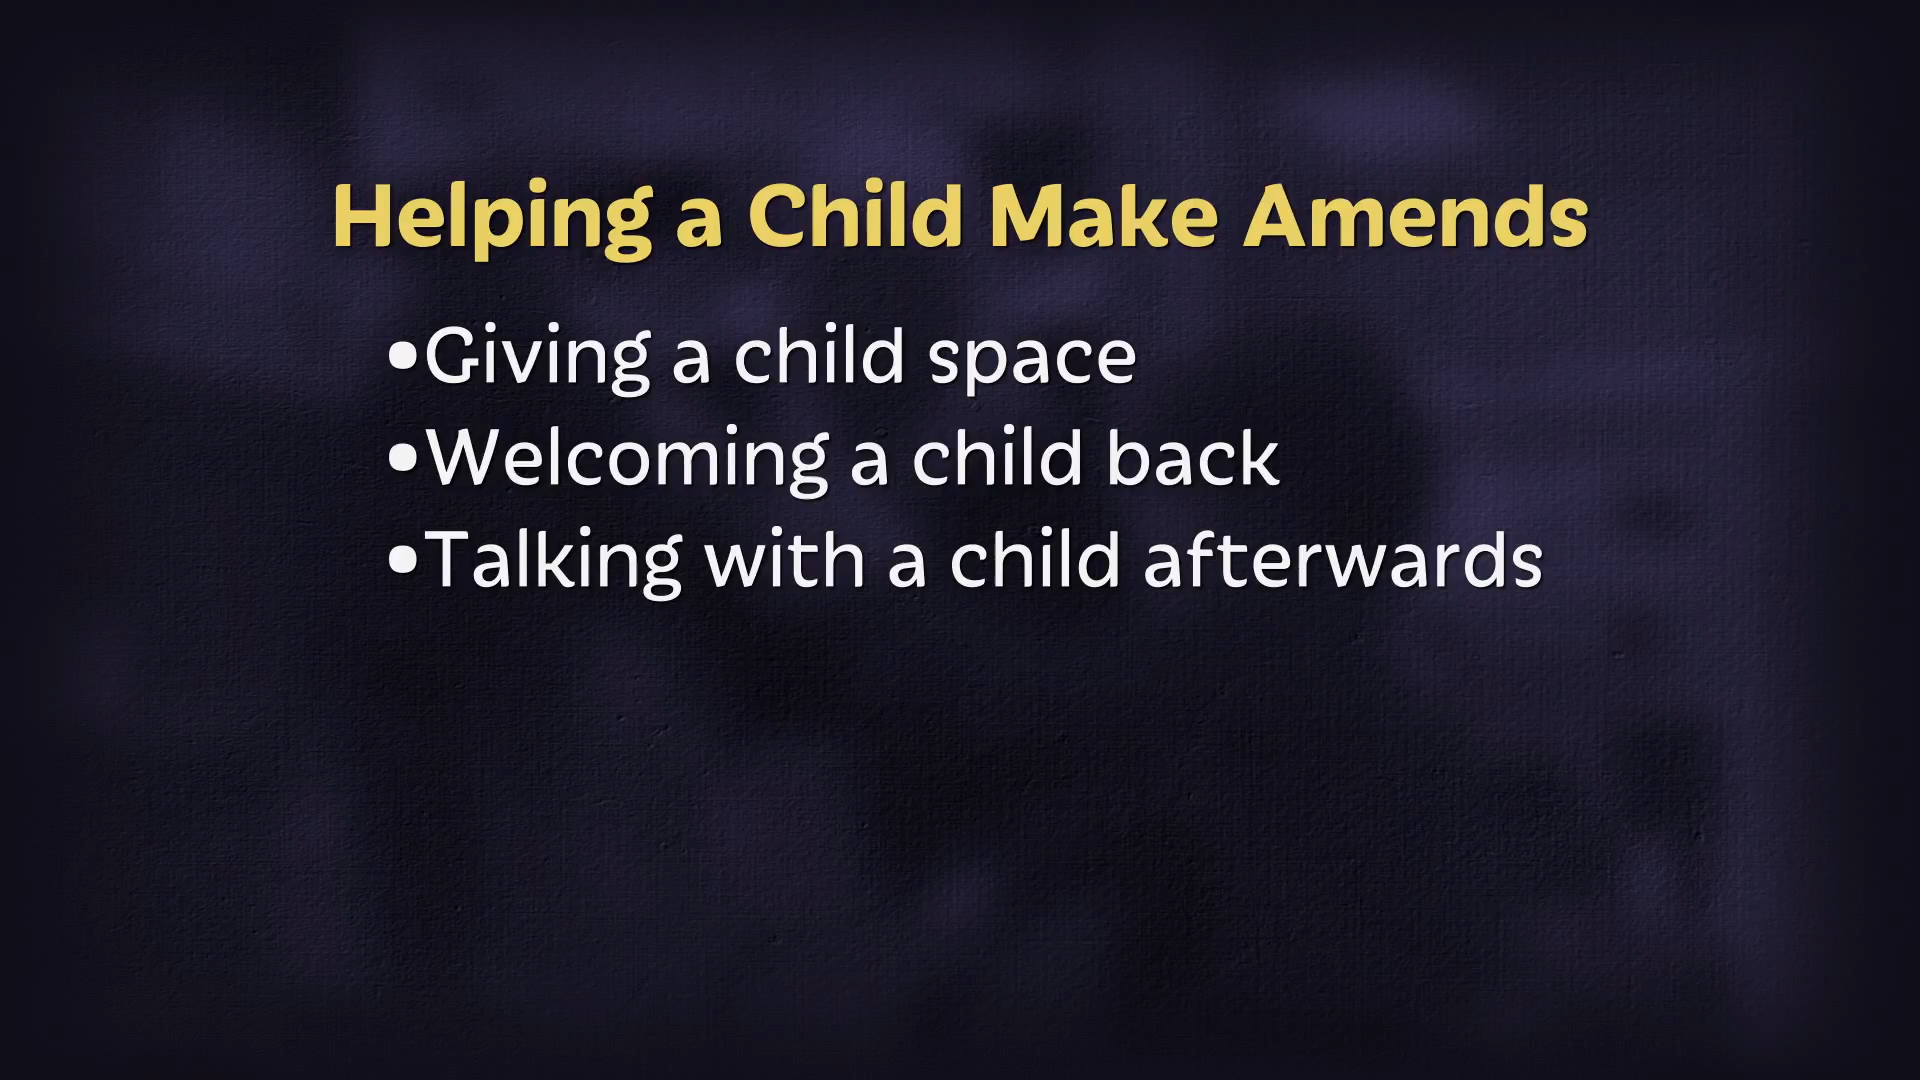 Helping a Child Make Amends
•Giving a child space
•Welcoming a child back
•Talking with a child afterwards